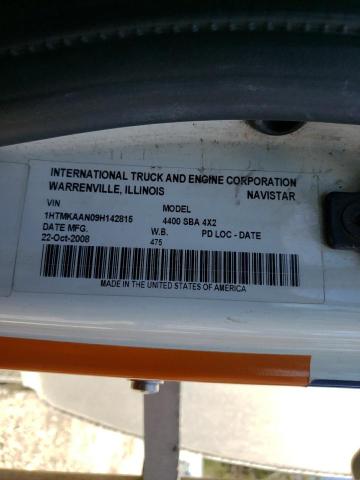 INTERNATIONAL TRUCK AND ENGINE CORPORATION
WARRENVILLE, ILLINOIS NAVISTAR
VIN MODEL
1HTMKAAN09H142815 4400 SBA 4X2
DATE MFG. W.B. PD LOC - DATE
22-Oct-2008 475
MADE IN THE UNITED STATES OF AMERICA